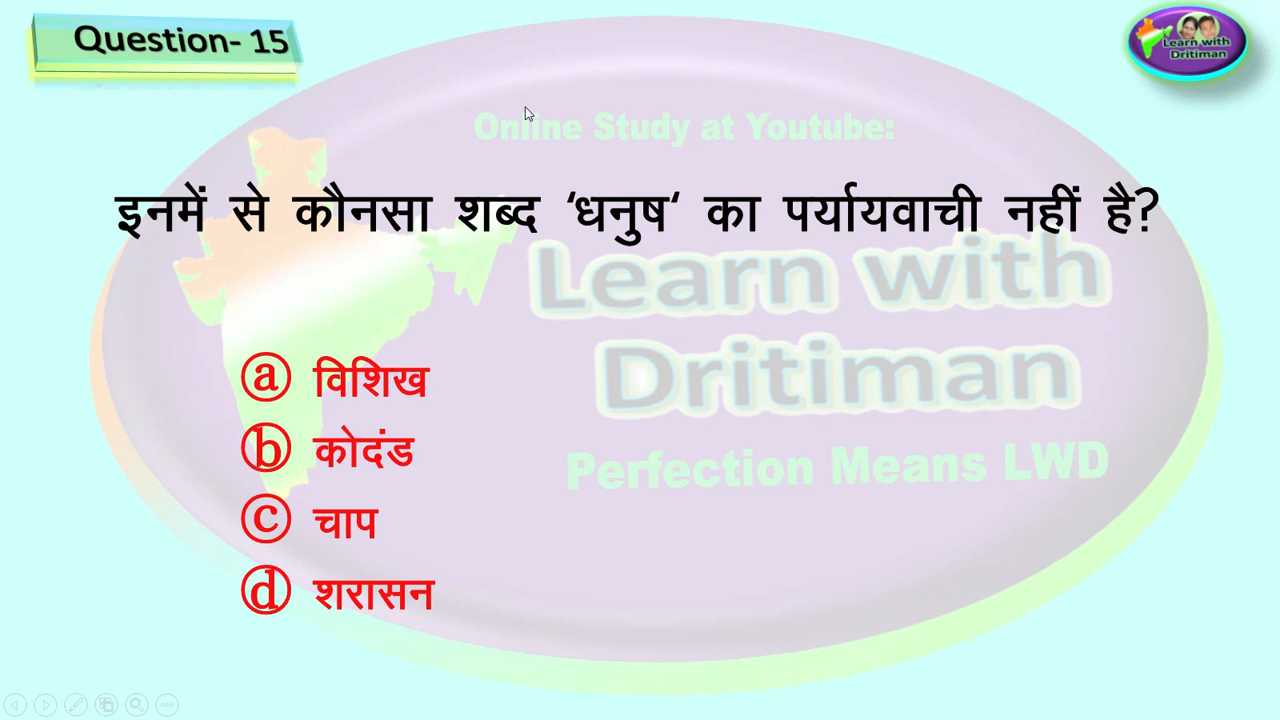 Question- 15
Learn with
Dritiman
Online Study at Youtube:
इनमें से कौनसा शब्द ‘धनुष‘ का पर्यायवाची नहीं है?
Learn with
Dritiman
Perfection Means LWD
ⓐ विशिख
ⓑ कोदंड
ⓒ चाप
ⓓ शरासन